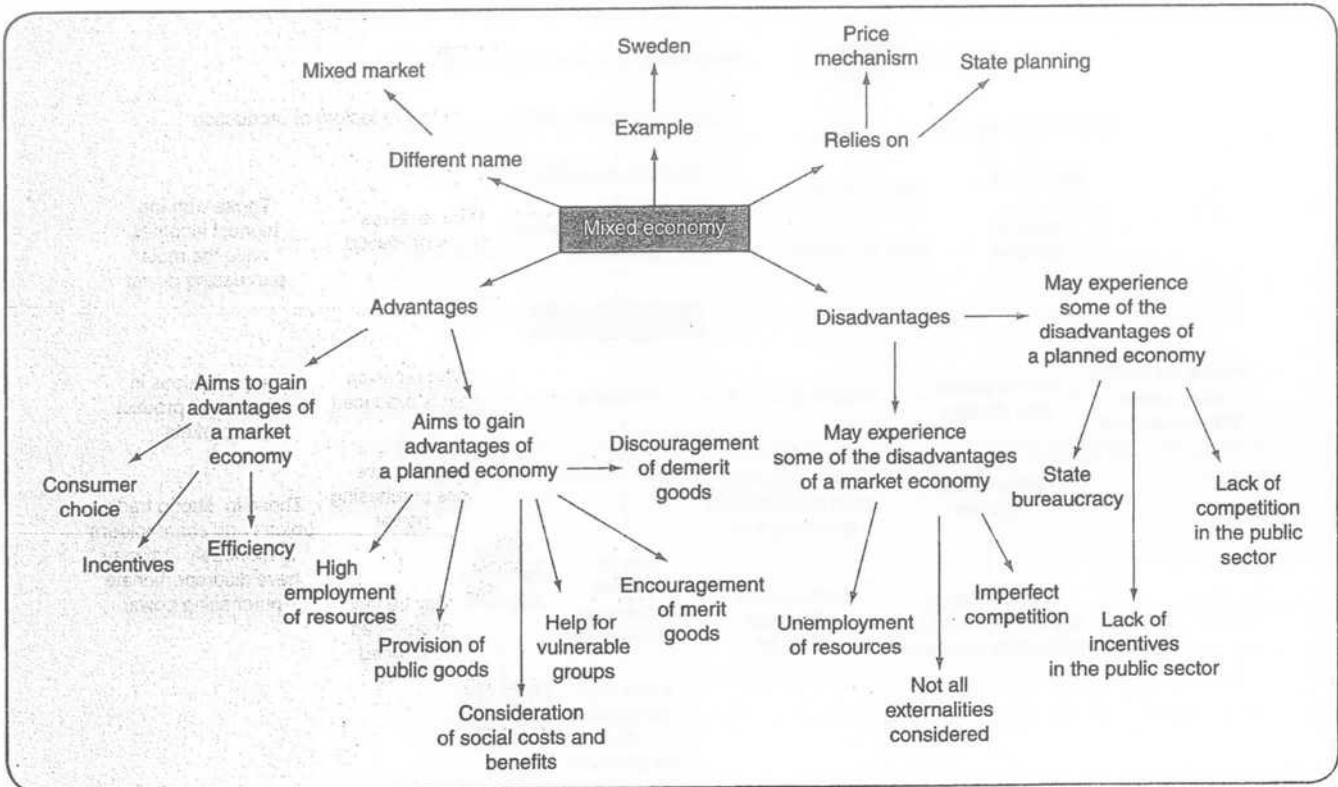 Mixed market
Sweden
Price
mechanism
State planning
Different name
Example
Relies on
Mixed economy
Advantages
Disadvantages
May experience
some of the
disadvantages of
a planned economy
Aims to gain
advantages of
a market
economy
Consumer
choice
Incentives
Efficiency
Aims to gain
advantages of
a planned economy
Discouragement
of demerit
goods
High
employment
of resources
Provision of
public goods
Consideration
of social costs and
benefits
Help for
vulnerable
groups
Encouragement
of merit
goods
May experience
some of the disadvantages
of a market economy
Unemployment
of resources
Not all
externalities
considered
Imperfect
competition
State
bureaucracy
Lack of
incentives
in the public sector
Lack of
competition
in the public
sector